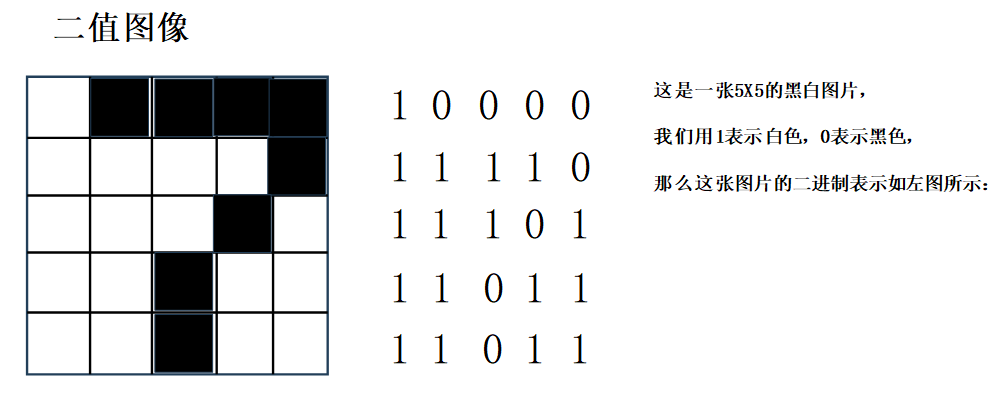 二值图像
1 0 0 0 0
1 1 1 1 0
1 1 1 0 1
1 1 0 1 1
1 1 0 1 1
这是一张5X5的黑白图片，
我们用1表示白色，0表示黑色，
那么这张图片的二进制表示如左图所示：